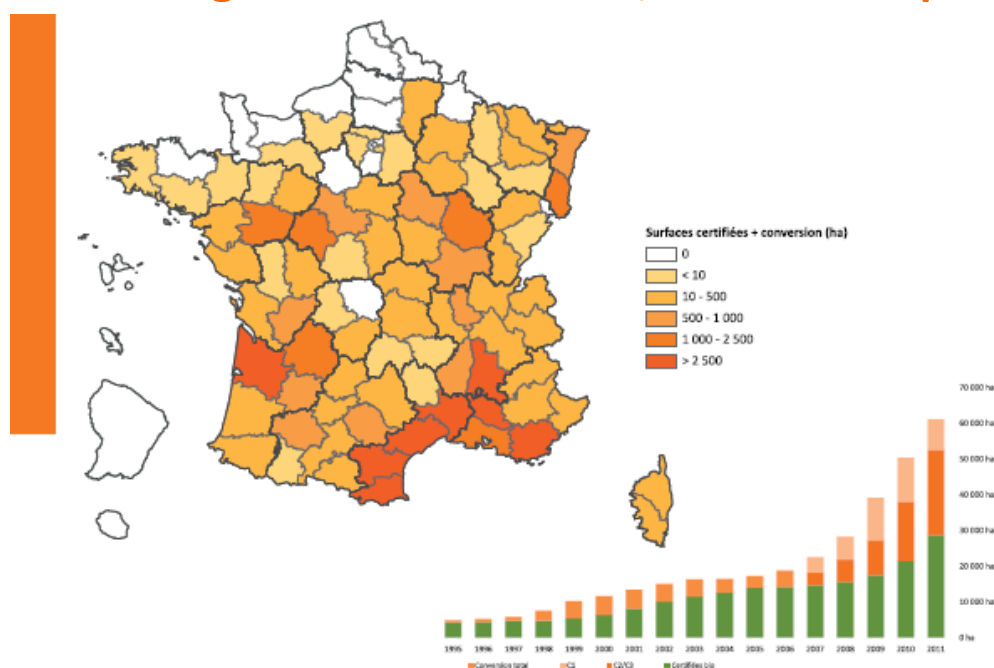 Surfaces certifiées + conversion (ha)
0
< 10
10 - 500
500 - 1 000
1 000 - 2 500
> 2 500
70 000 ha
60 000 ha
50 000 ha
40 000 ha
30 000 ha
20 000 ha
10 000 ha
0 ha
1995 1996 1997 1998 1999 2000 2001 2002 2003 2004 2005 2006 2007 2008 2009 2010 2011
Conversion total C1 C2/C3 Certifiées bio